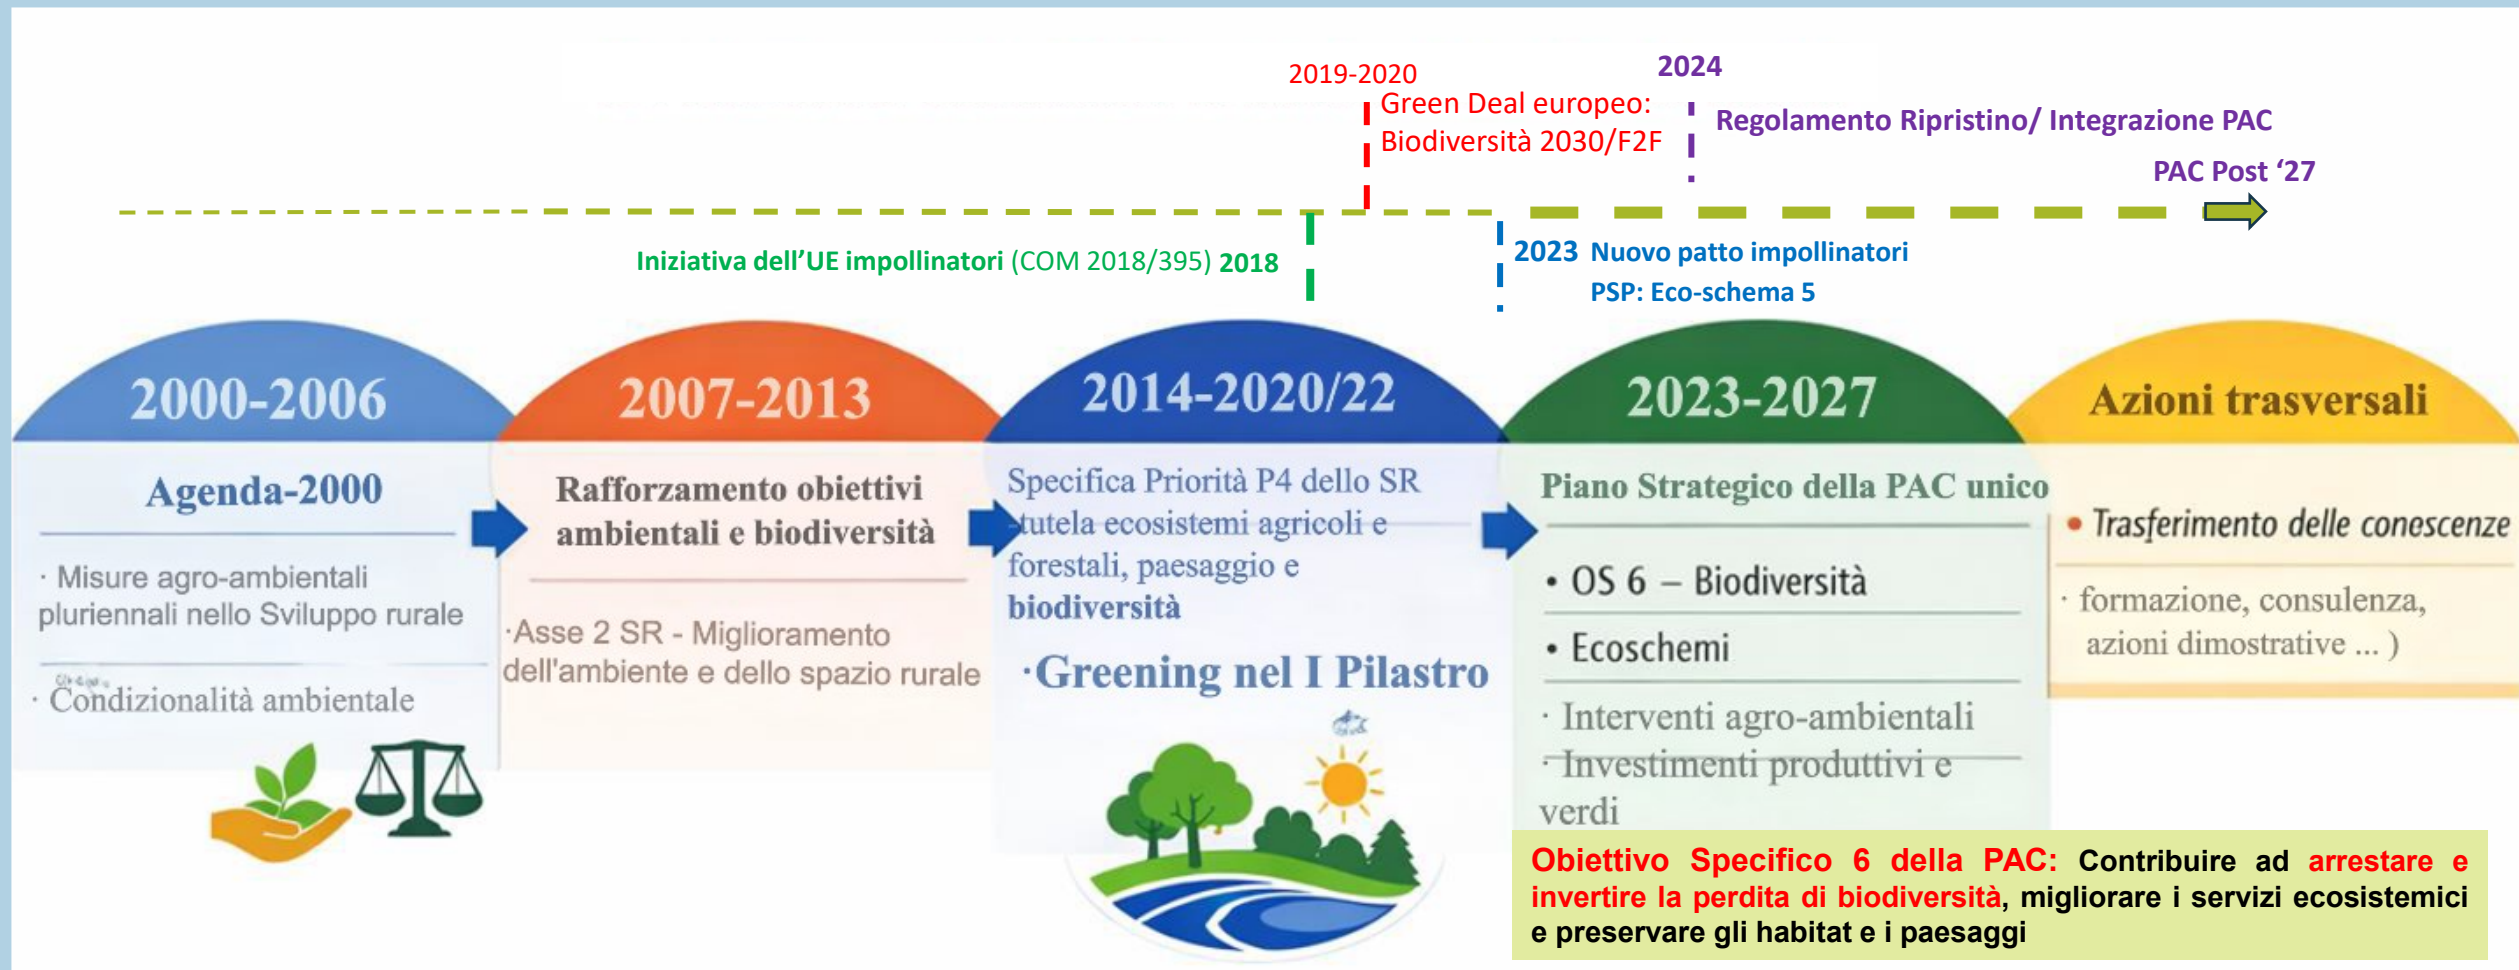 2019-2020
Green Deal europeo:
Biodiversità 2030/F2F
2024
Regolamento Ripristino/ Integrazione PAC
PAC Post ‘27
Iniziativa dell’UE impollinatori (COM 2018/395) 2018
2023 Nuovo patto impollinatori
PSP: Eco-schema 5
2000-2006
Agenda-2000
· Misure agro-ambientali
pluriennali nello Sviluppo rurale
· Condizionalità ambientale
2007-2013
Rafforzamento obiettivi
ambientali e biodiversità
·Asse 2 SR - Miglioramento
dell'ambiente e dello spazio rurale
2014-2020/22
Specifica Priorità P4 dello SR
-tutela ecosistemi agricoli e
forestali, paesaggio e
biodiversità
·Greening nel I Pilastro
2023-2027
Piano Strategico della PAC unico
• OS 6 – Biodiversità
• Ecoschemi
· Interventi agro-ambientali
· Investimenti produttivi e
verdi
Azioni trasversali
• Trasferimento delle conescenze
· formazione, consulenza,
azioni dimostrative ... )
Obiettivo Specifico 6 della PAC: Contribuire ad arrestare e
invertire la perdita di biodiversità, migliorare i servizi ecosistemici
e preservare gli habitat e i paesaggi